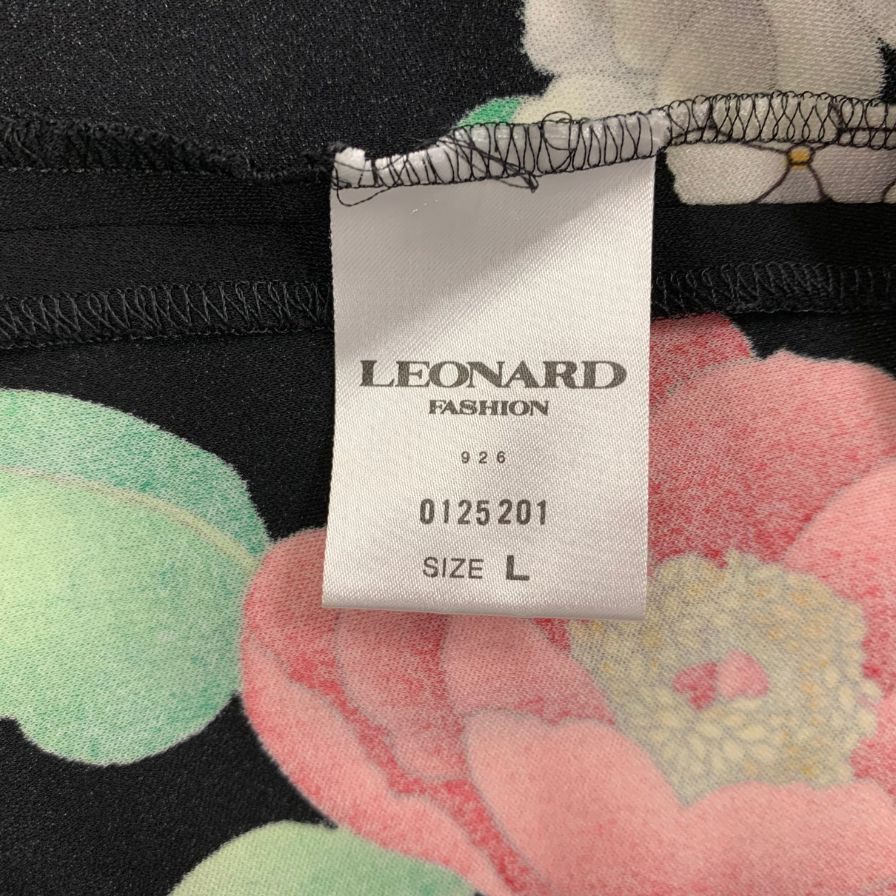 LEONARD
FASHION
926
0125201
SIZE L